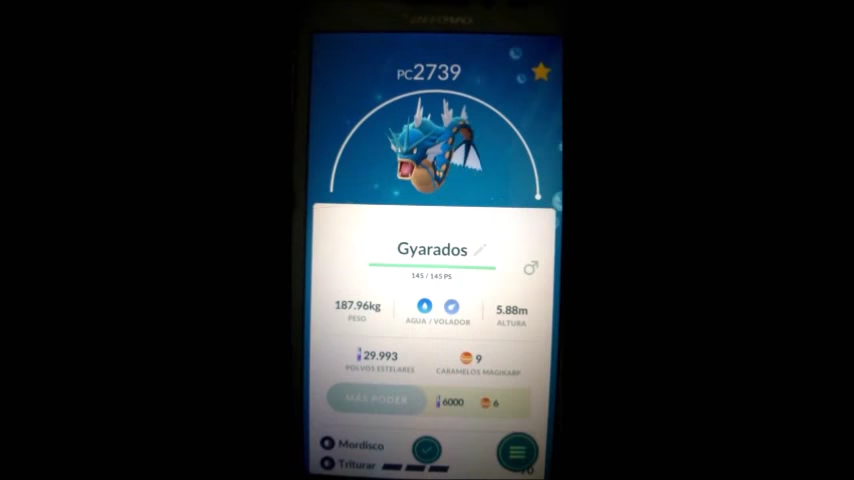 PC2739
Gyarados
145 / 145 PS
187.96kg
PESO
AGUA / VOLADOR
5.88m
ALTURA
29.993
POLVOS ESTELARES
9
CARAMELOS MAGIKARP
MÁS PODER
6000
6
Mordisco
Triturar